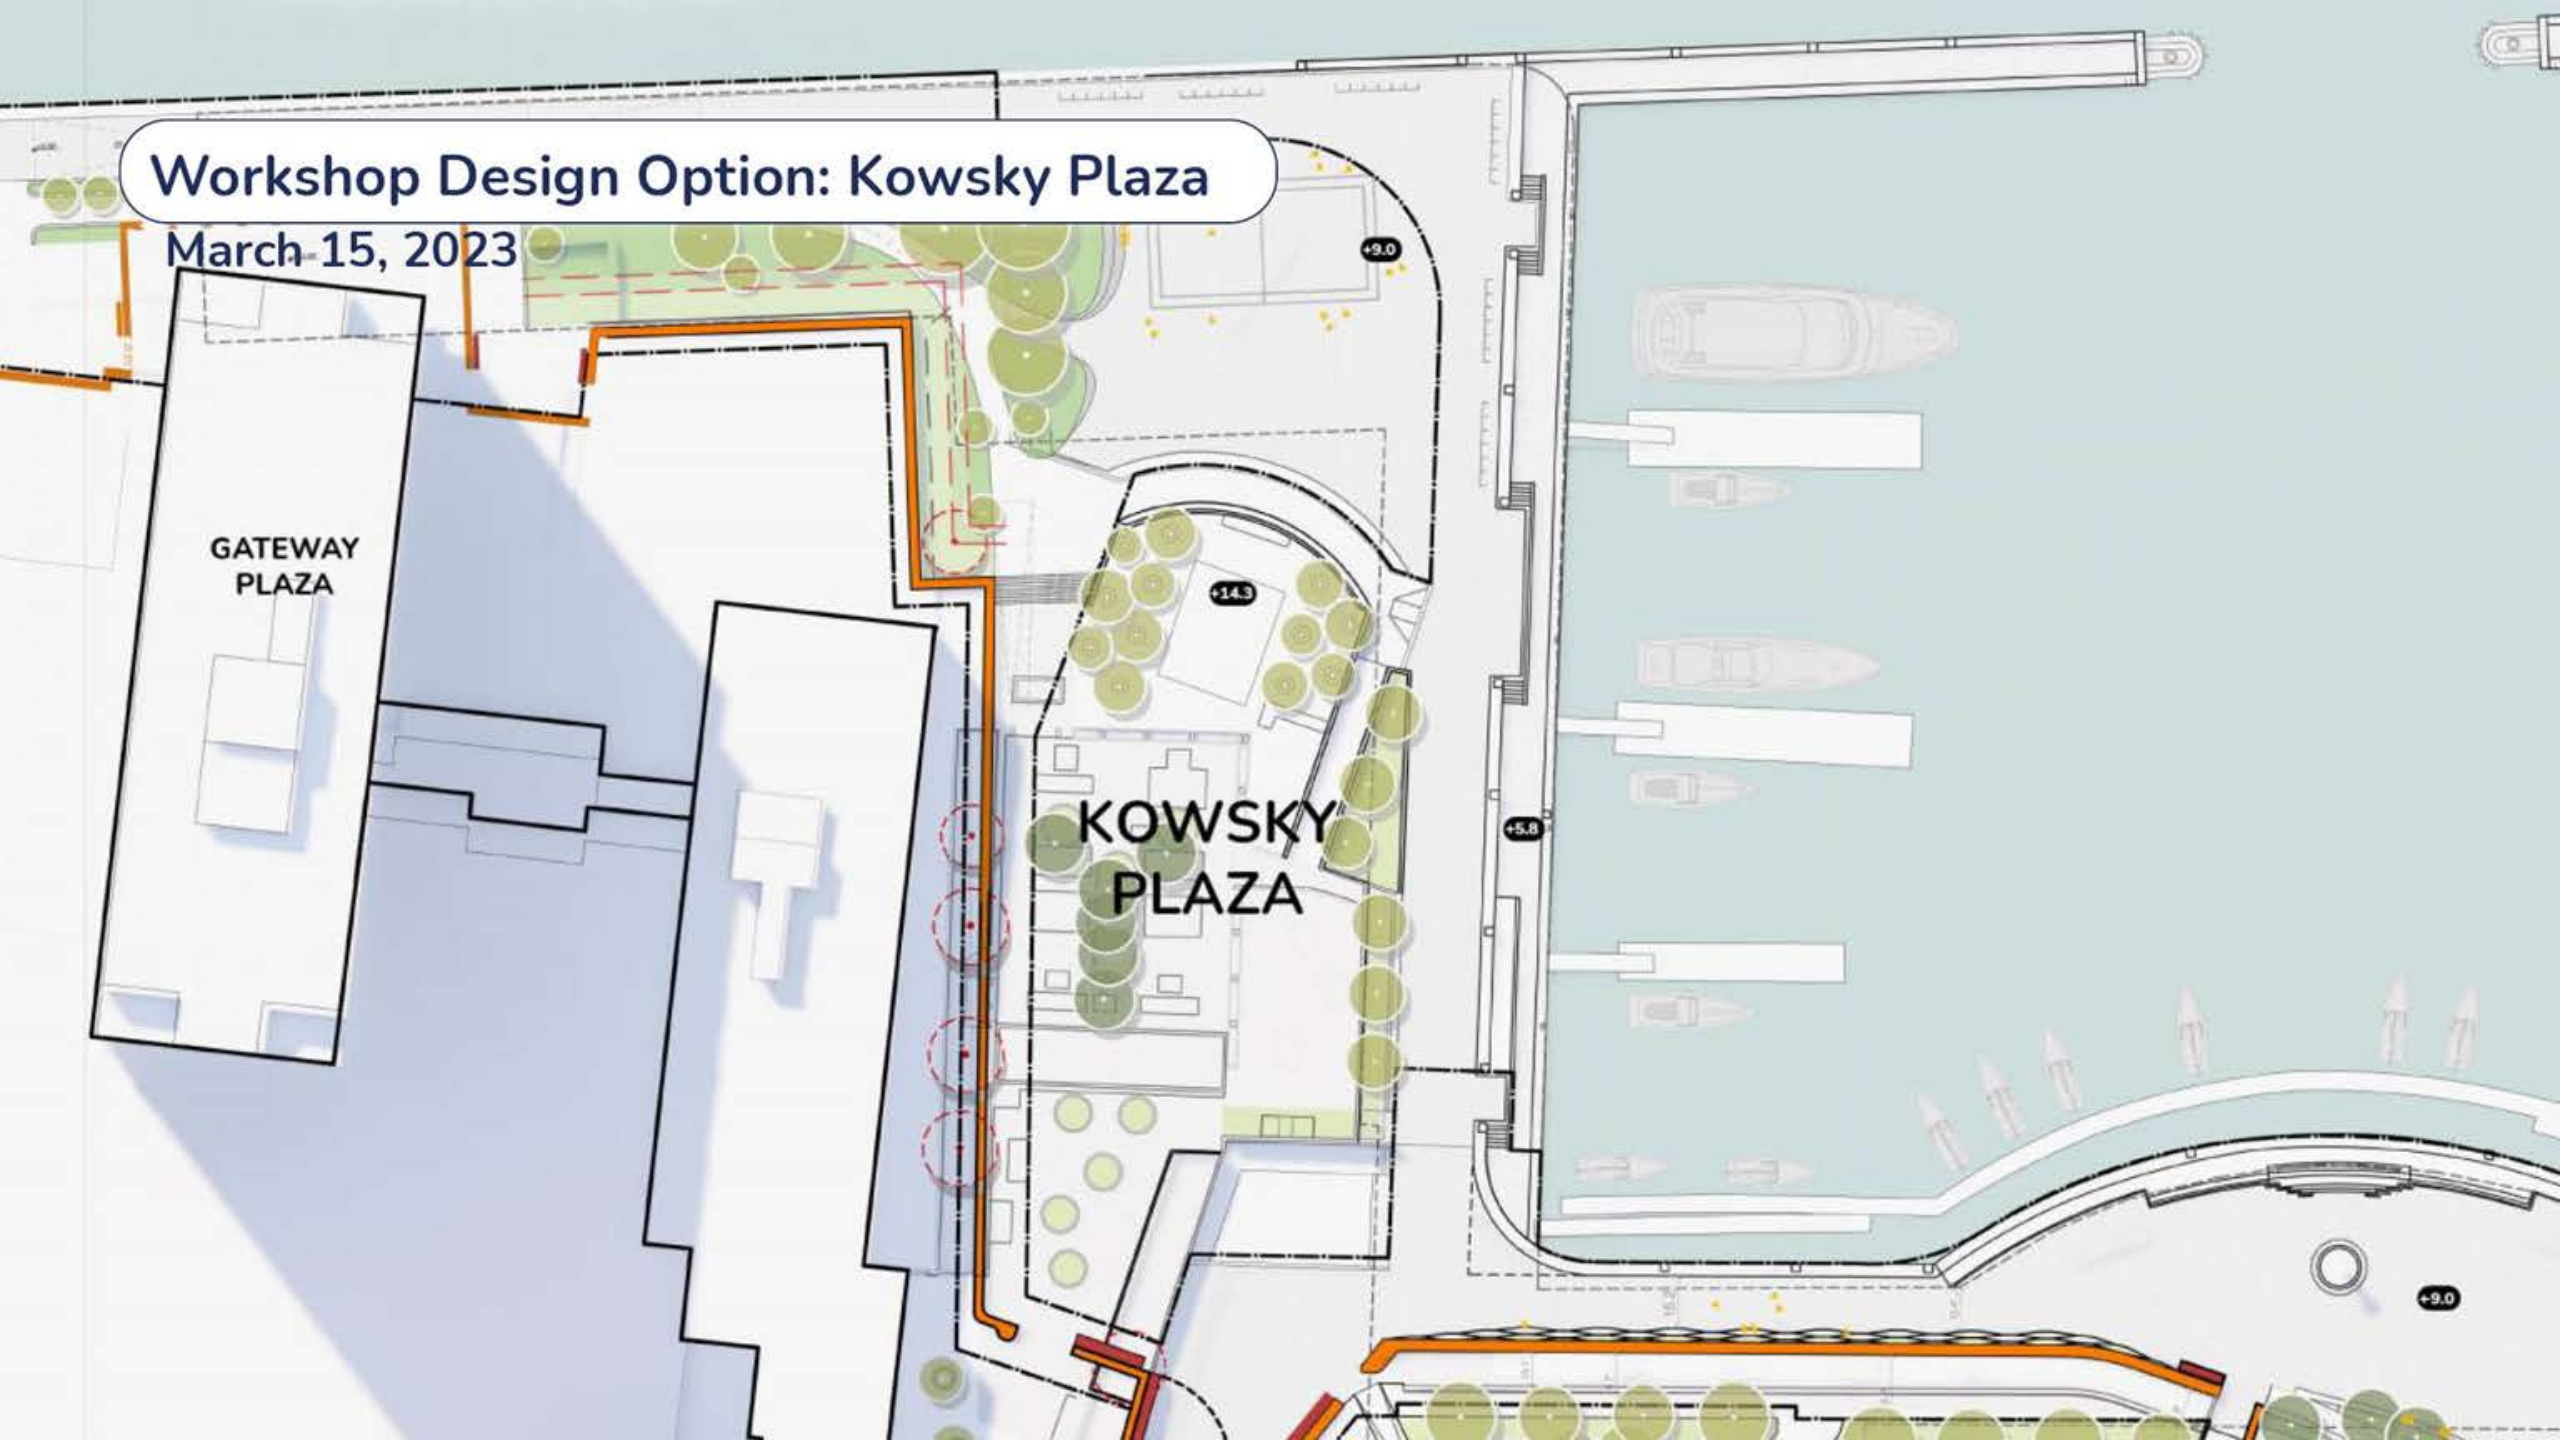 Workshop Design Option: Kowsky Plaza
March 15, 2023
+9.0
GATEWAY
PLAZA
+14.3
KOWSKY
PLAZA
+5.8
+9.0